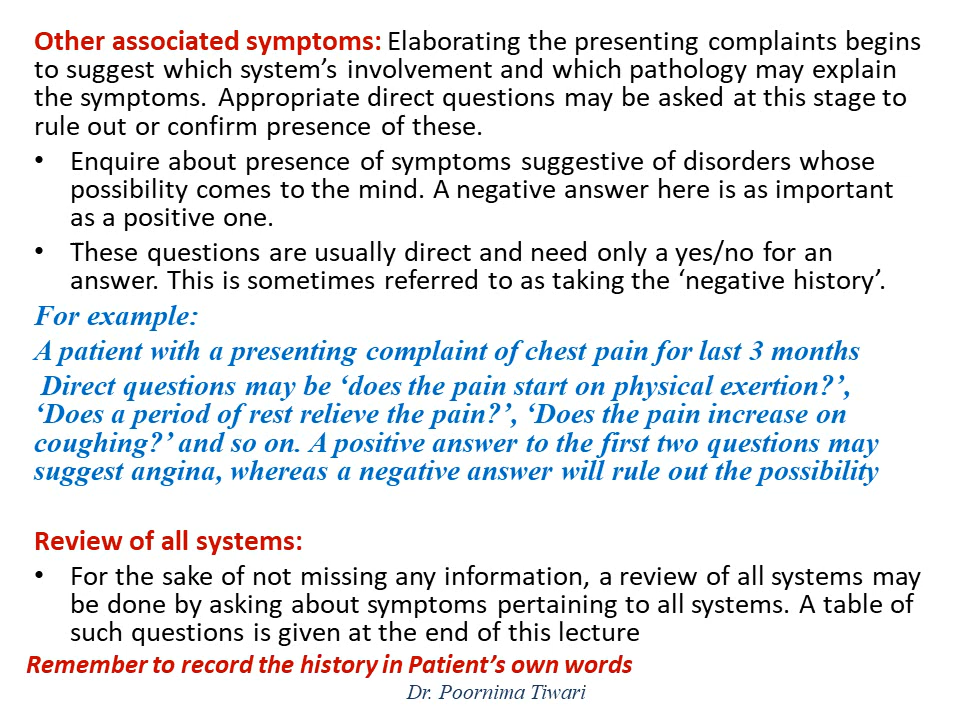 Other associated symptoms: Elaborating the presenting complaints begins
to suggest which system’s involvement and which pathology may explain
the symptoms. Appropriate direct questions may be asked at this stage to
rule out or confirm presence of these.
• Enquire about presence of symptoms suggestive of disorders whose
possibility comes to the mind. A negative answer here is as important
as a positive one.
• These questions are usually direct and need only a yes/no for an
answer. This is sometimes referred to as taking the ‘negative history’.
For example:
A patient with a presenting complaint of chest pain for last 3 months
Direct questions may be ‘does the pain start on physical exertion?’,
‘Does a period of rest relieve the pain?’, ‘Does the pain increase on
coughing?’ and so on. A positive answer to the first two questions may
suggest angina, whereas a negative answer will rule out the possibility
Review of all systems:
• For the sake of not missing any information, a review of all systems may
be done by asking about symptoms pertaining to all systems. A table of
such questions is given at the end of this lecture
Remember to record the history in Patient’s own words
Dr. Poornima Tiwari